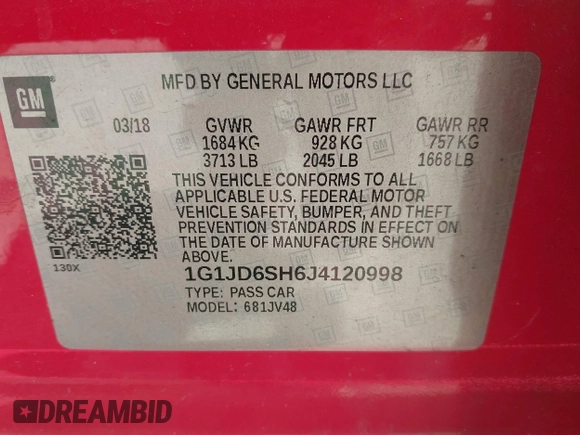 GM
MFD BY GENERAL MOTORS LLC
03/18 GVWR GAWR FRT GAWR RR
1684 KG 928 KG 757 KG
3713 LB 2045 LB 1668 LB
THIS VEHICLE CONFORMS TO ALL
APPLICABLE U.S. FEDERAL MOTOR
VEHICLE SAFETY, BUMPER, AND THEFT
PREVENTION STANDARDS IN EFFECT ON
THE DATE OF MANUFACTURE SHOWN
ABOVE.
130X
1G1JD6SH6J4120998
TYPE: PASS CAR
MODEL: 681JV48
DREAMBID